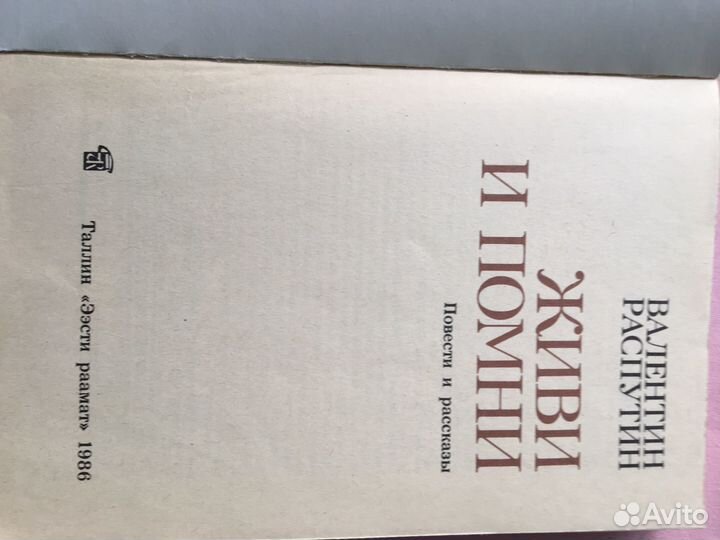 ВАЛЕНТИН
РАСПУТИН
ЖИВИ
И ПОМНИ
Повести и рассказы
Таллин «Ээсти раамат» 1986
Avito